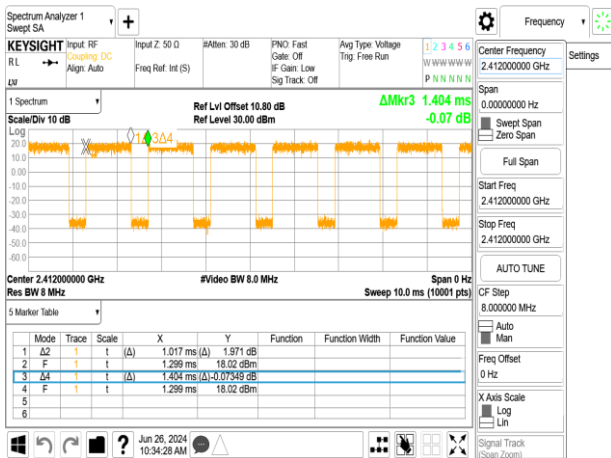 Spectrum Analyzer 1
Swept SA
+
Frequency
KEYSIGHT
RL
Input: RF
Coupling: DC
Align: Auto
Input Z: 50 Ω
Freq Ref: Int (S)
#Atten: 30 dB
PNO: Fast
Gate: Off
IF Gain: Low
Sig Track: Off
Avg Type: Voltage
Trig: Free Run
1 2 3 4 5 6
W W W W W W
P N N N N N
1 Spectrum
Scale/Div 10 dB
Ref Lvl Offset 10.80 dB
Ref Level 30.00 dBm
ΔMkr3 1.404 ms
-0.07 dB
Log
20.0
10.0
0.00
-10.0
-20.0
-30.0
-40.0
-50.0
-60.0
1Δ 3Δ4
Center 2.412000000 GHz
Res BW 8 MHz
#Video BW 8.0 MHz
Span 0 Hz
Sweep 10.0 ms (10001 pts)
5 Marker Table
Mode Trace Scale X Y Function Function Width Function Value
1 Δ2 1 t (Δ) 1.017 ms (Δ) 1.971 dB
2 F 1 t 1.299 ms 18.02 dBm
3 Δ4 1 t (Δ) 1.404 ms (Δ) -0.07349 dB
4 F 1 t 1.299 ms 18.02 dBm
5
6
Jun 26, 2024
10:34:28 AM
?
Center Frequency
2.412000000 GHz
Settings
Span
0.00000000 Hz
Swept Span
Zero Span
Full Span
Start Freq
2.412000000 GHz
Stop Freq
2.412000000 GHz
AUTO TUNE
CF Step
8.000000 MHz
Auto
Man
Freq Offset
0 Hz
X Axis Scale
Log
Lin
Signal Track
(Span Zoom)